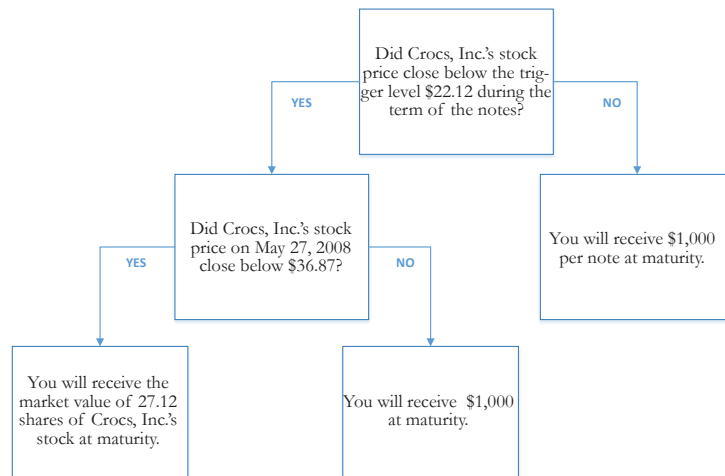 Did Crocs, Inc.'s stock
price close below the trig-
ger level $22.12 during the
term of the notes?
YES
NO
Did Crocs, Inc.'s stock
price on May 27, 2008
close below $36.87?
You will receive $1,000
per note at maturity.
YES
NO
You will receive the
market value of 27.12
shares of Crocs, Inc.'s
stock at maturity.
You will receive $1,000
at maturity.